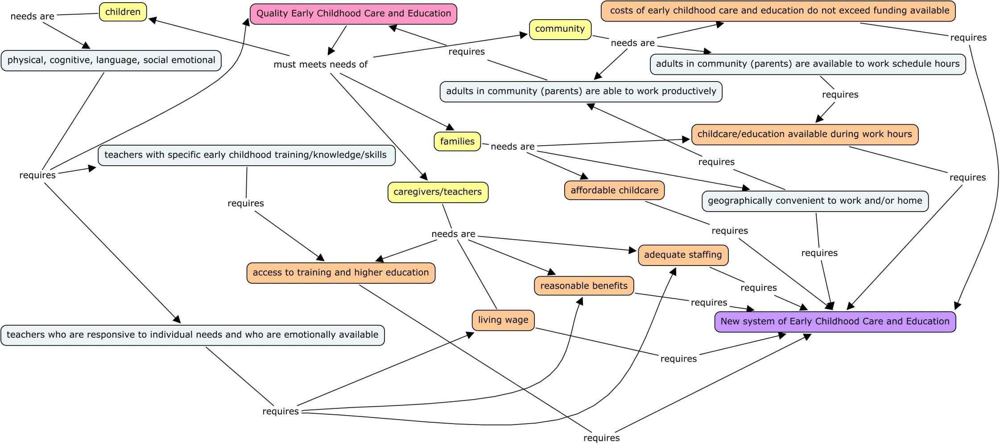 children
Quality Early Childhood Care and Education
costs of early childhood care and education do not exceed funding available
needs are
community
requires
needs are
requires
physical, cognitive, language, social emotional
must meets needs of
adults in community (parents) are available to work schedule hours
adults in community (parents) are able to work productively
requires
families
needs are
childcare/education available during work hours
teachers with specific early childhood training/knowledge/skills
requires
requires
requires
caregivers/teachers
affordable childcare
geographically convenient to work and/or home
requires
needs are
requires
requires
adequate staffing
access to training and higher education
reasonable benefits
requires
requires
living wage
New system of Early Childhood Care and Education
teachers who are responsive to individual needs and who are emotionally available
requires
requires
requires